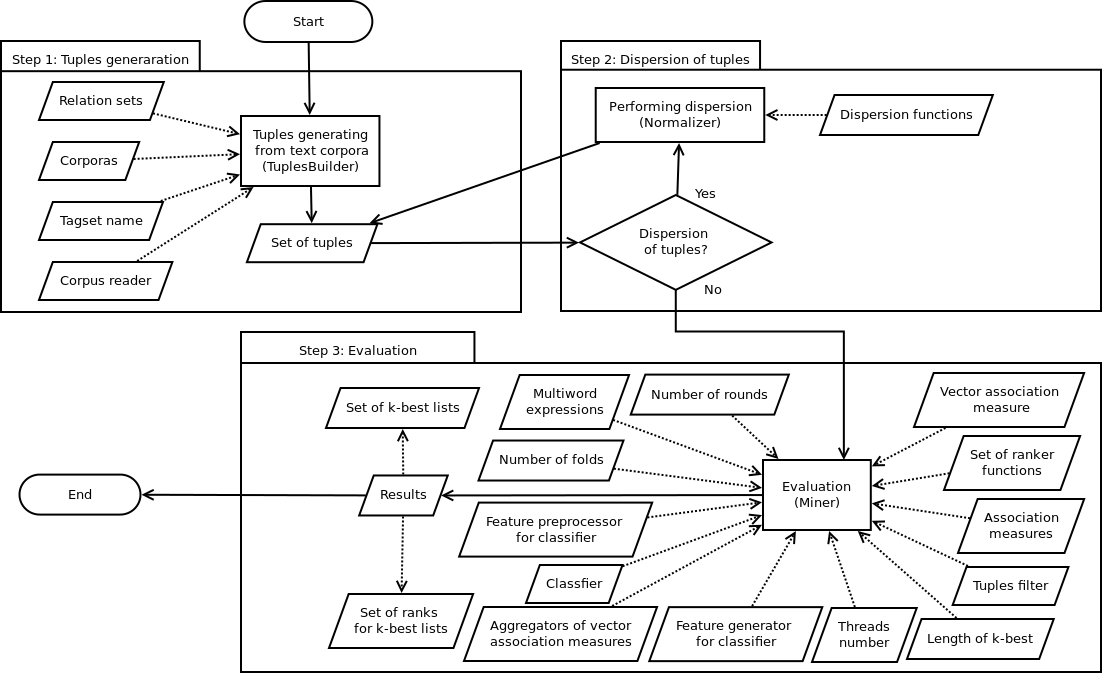 Start
Step 1: Tuples generaration
Relation sets
Corporas
Tagset name
Corpus reader
Tuples generating
from text corpora
(TuplesBuilder)
Set of tuples
Step 2: Dispersion of tuples
Performing dispersion
(Normalizer)
Dispersion functions
Yes
Dispersion
of tuples?
No
Step 3: Evaluation
Set of k-best lists
Results
End
Set of ranks
for k-best lists
Multiword
expressions
Number of rounds
Number of folds
Feature preprocessor
for classifier
Classfier
Aggregators of vector
association measures
Feature generator
for classifier
Threads
number
Evaluation
(Miner)
Vector association
measure
Set of ranker
functions
Association
measures
Tuples filter
Length of k-best